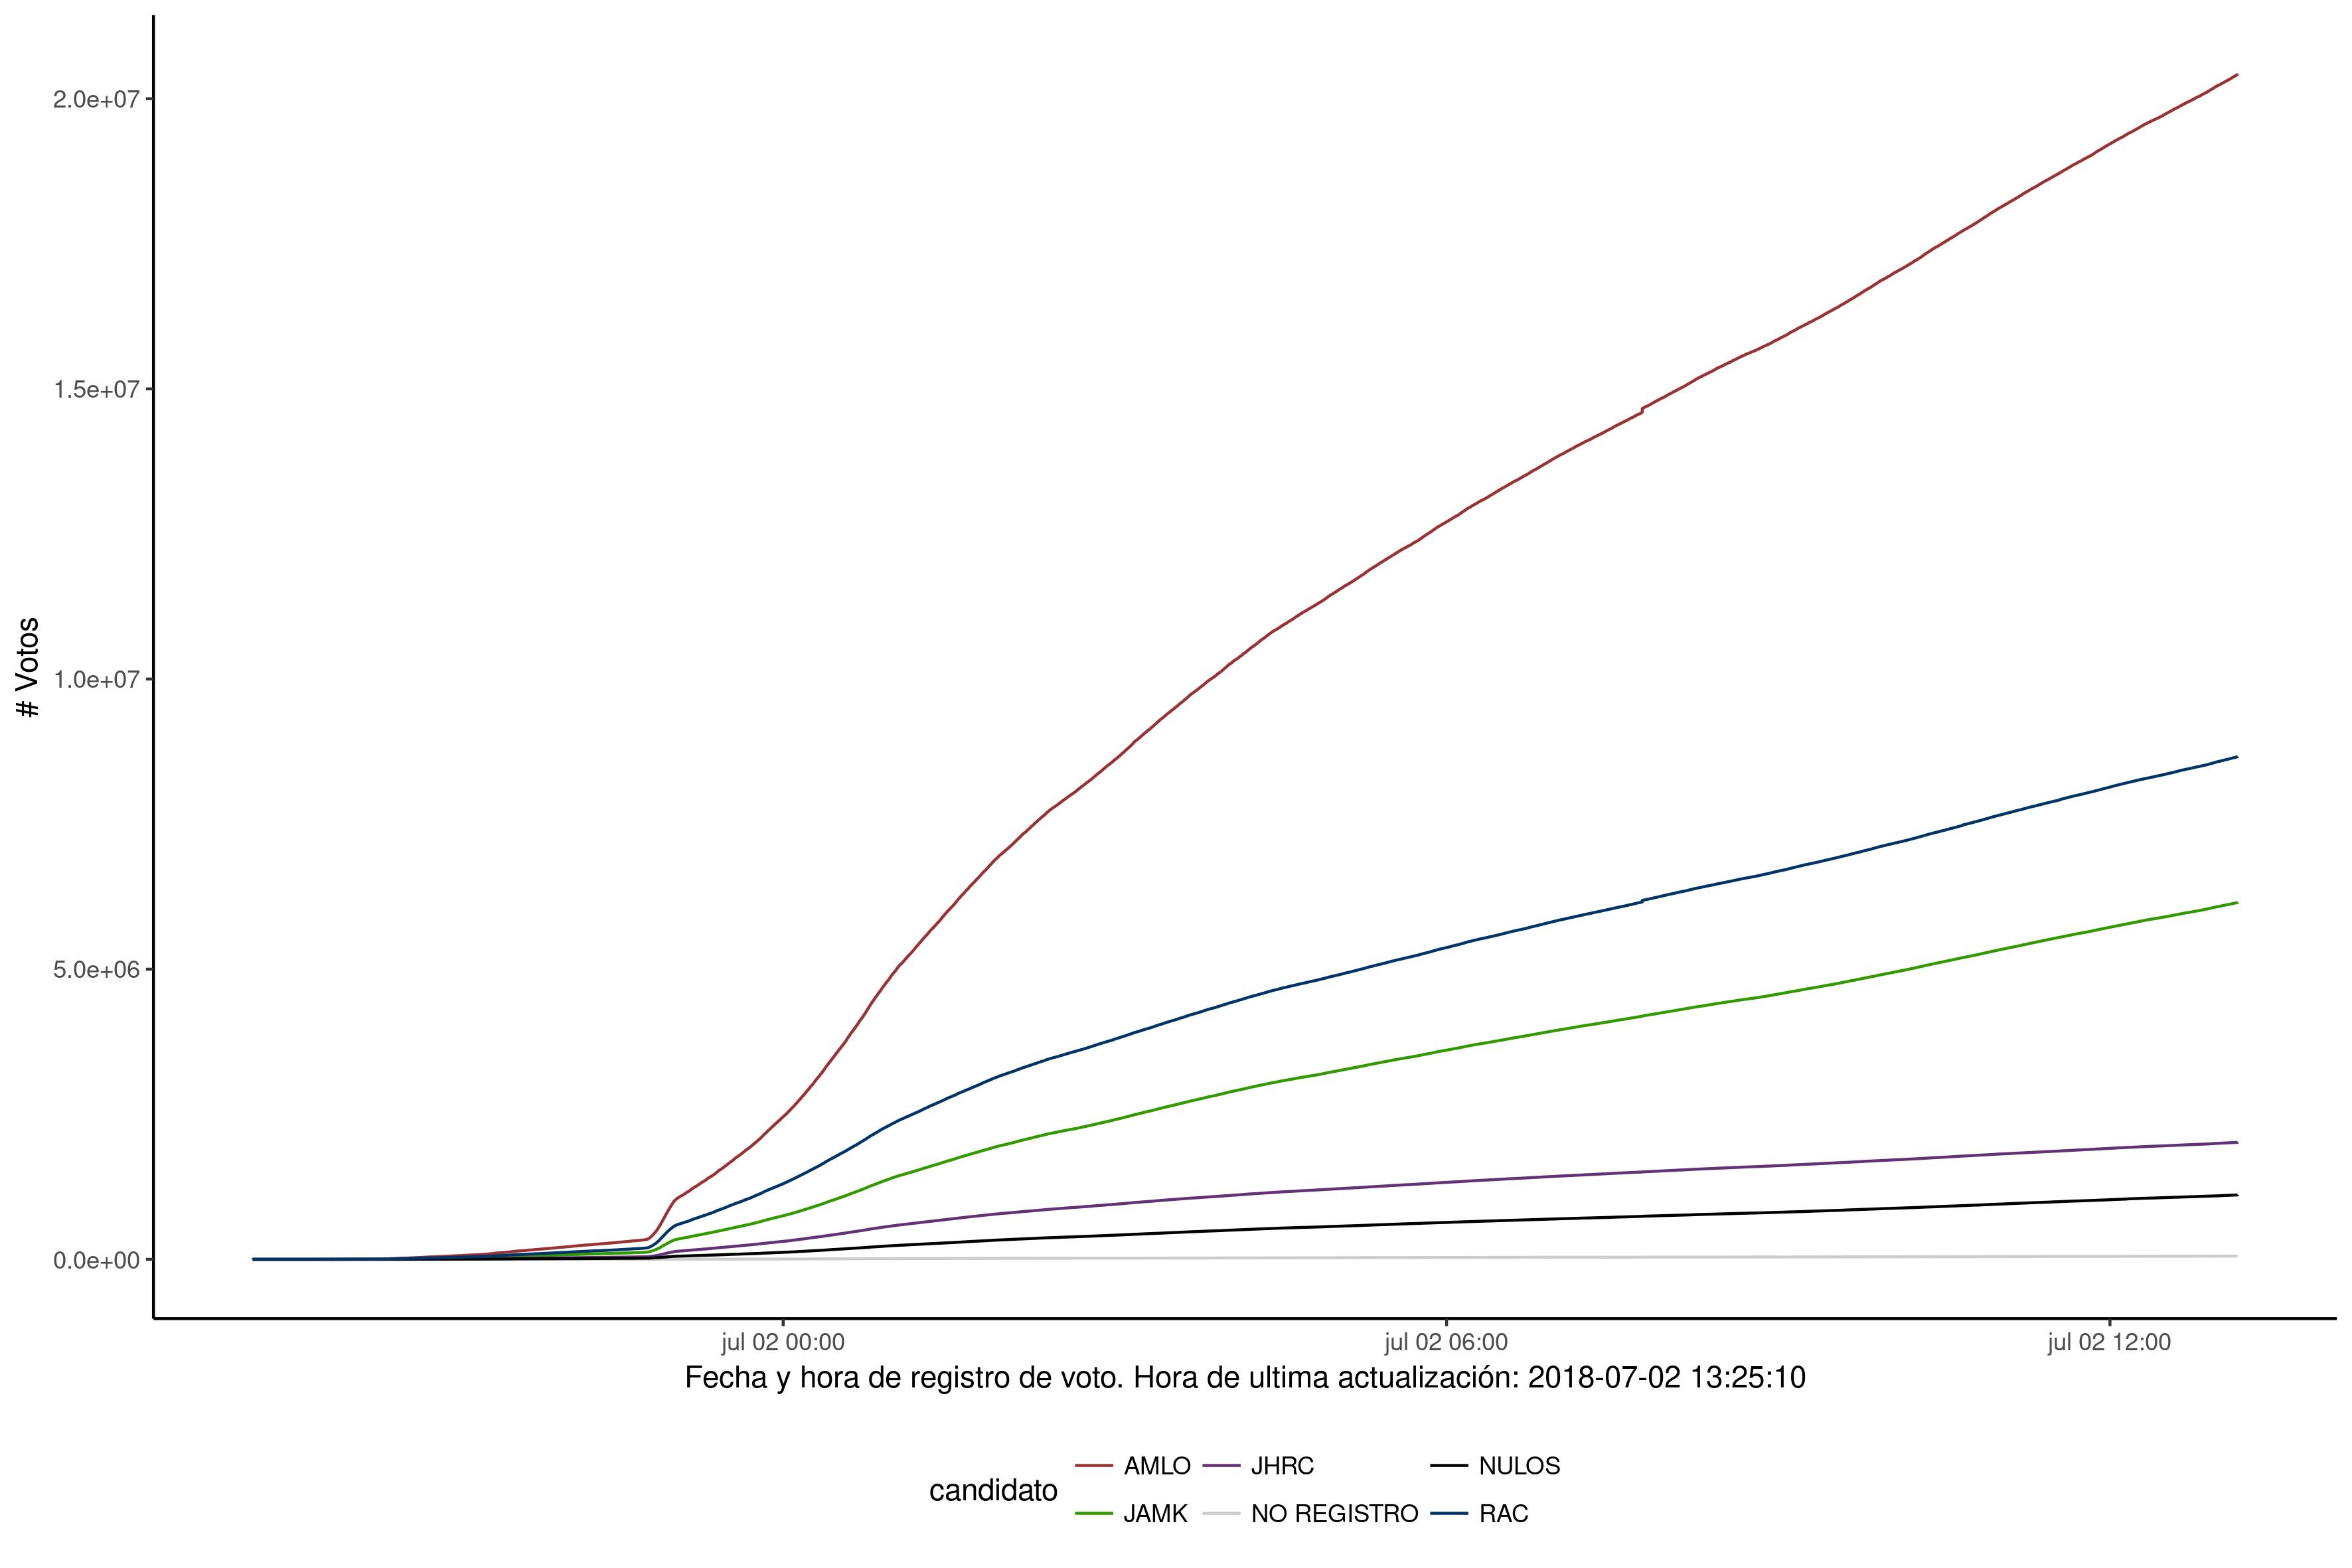 # Votos
2.0e+07
1.5e+07
1.0e+07
5.0e+06
0.0e+00
jul 02 00:00
jul 02 06:00
jul 02 12:00
Fecha y hora de registro de voto. Hora de ultima actualización: 2018-07-02 13:25:10
candidato
AMLO JHRC NULOS
JAMK NO REGISTRO RAC